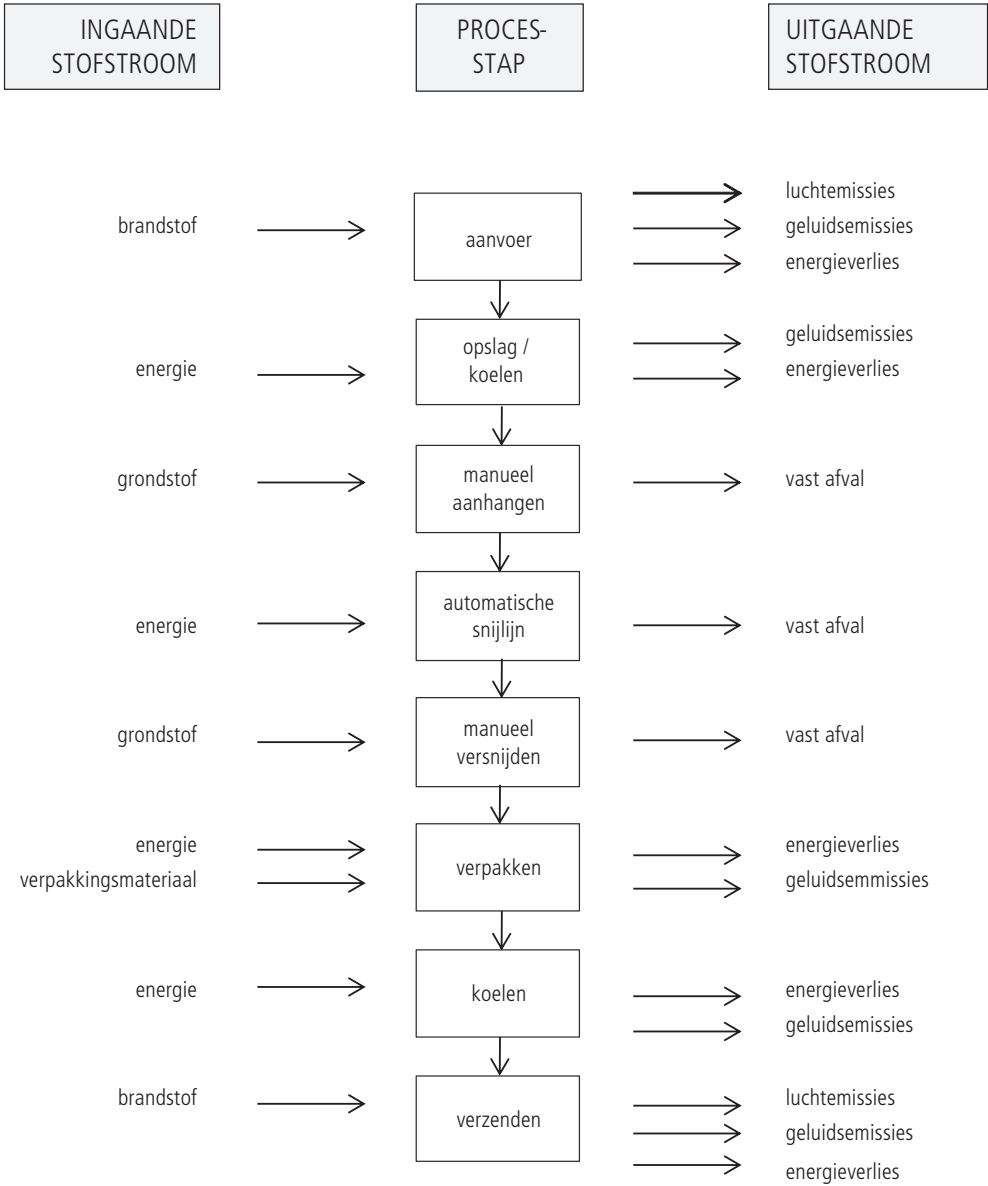 INGAANDE
STOFSTROOM
PROCES-
STAP
UITGAANDE
STOFSTROOM
brandstof
aanvoer
luchtemissies
geluidsemissies
energieverlies
energie
opslag /
koelen
geluidsemissies
energieverlies
grondstof
manueel
aanhangen
vast afval
energie
automatische
snijlijn
vast afval
grondstof
manueel
versnijden
vast afval
energie
verpakkingsmateriaal
verpakken
energieverlies
geluidsemmissies
energie
koelen
energieverlies
geluidsemissies
brandstof
verzenden
luchtemissies
geluidsemissies
energieverlies